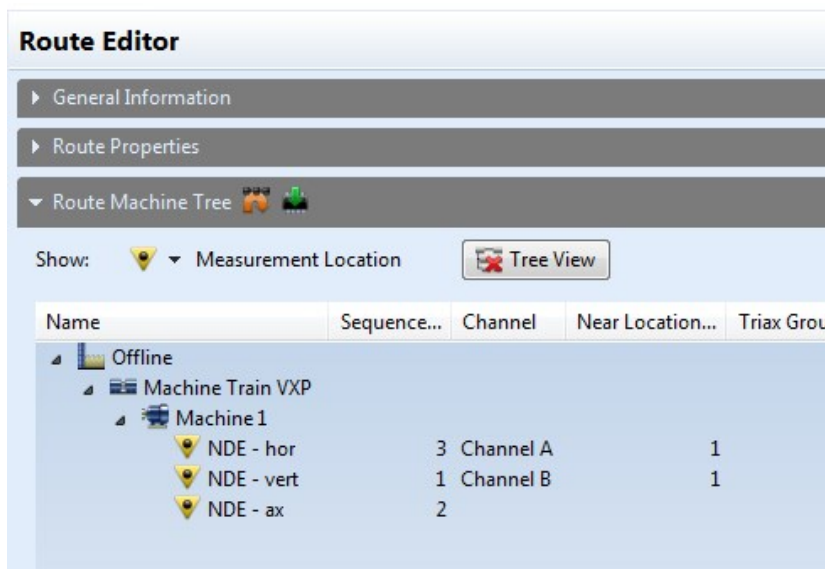 Route Editor
General Information
Route Properties
Route Machine Tree
Show: Measurement Location Tree View
Name Sequence... Channel Near Location... Triax Grou
Offline
Machine Train VXP
Machine 1
NDE - hor 3 Channel A 1
NDE - vert 1 Channel B 1
NDE - ax 2